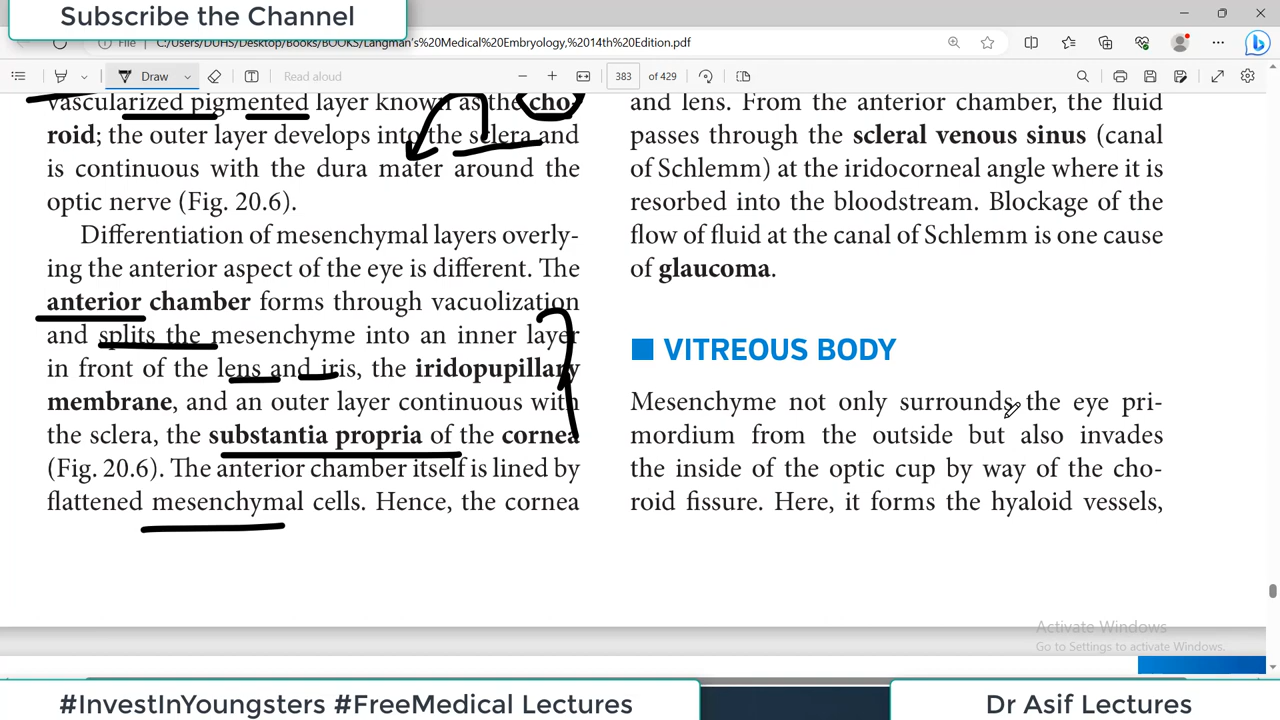 Subscribe the Channel
File C:/Users/DUHS/Desktop/Books/BOOKS/Langman's%20Medical%20Embryology,%2014th%20Edition.pdf
Draw Read aloud 383 of 429
vascularized pigmented layer known as the cho-
roid; the outer layer develops into the sclera and
is continuous with the dura mater around the
optic nerve (Fig. 20.6).
Differentiation of mesenchymal layers overly-
ing the anterior aspect of the eye is different. The
anterior chamber forms through vacuolization
and splits the mesenchyme into an inner layer
in front of the lens and iris, the iridopupillary
membrane, and an outer layer continuous with
the sclera, the substantia propria of the cornea
(Fig. 20.6). The anterior chamber itself is lined by
flattened mesenchymal cells. Hence, the cornea
and lens. From the anterior chamber, the fluid
passes through the scleral venous sinus (canal
of Schlemm) at the iridocorneal angle where it is
resorbed into the bloodstream. Blockage of the
flow of fluid at the canal of Schlemm is one cause
of glaucoma.
VITREOUS BODY
Mesenchyme not only surrounds the eye pri-
mordium from the outside but also invades
the inside of the optic cup by way of the cho-
roid fissure. Here, it forms the hyaloid vessels,
Activate Windows
Go to Settings to activate Windows.
#InvestInYoungsters #FreeMedical Lectures
Dr Asif Lectures